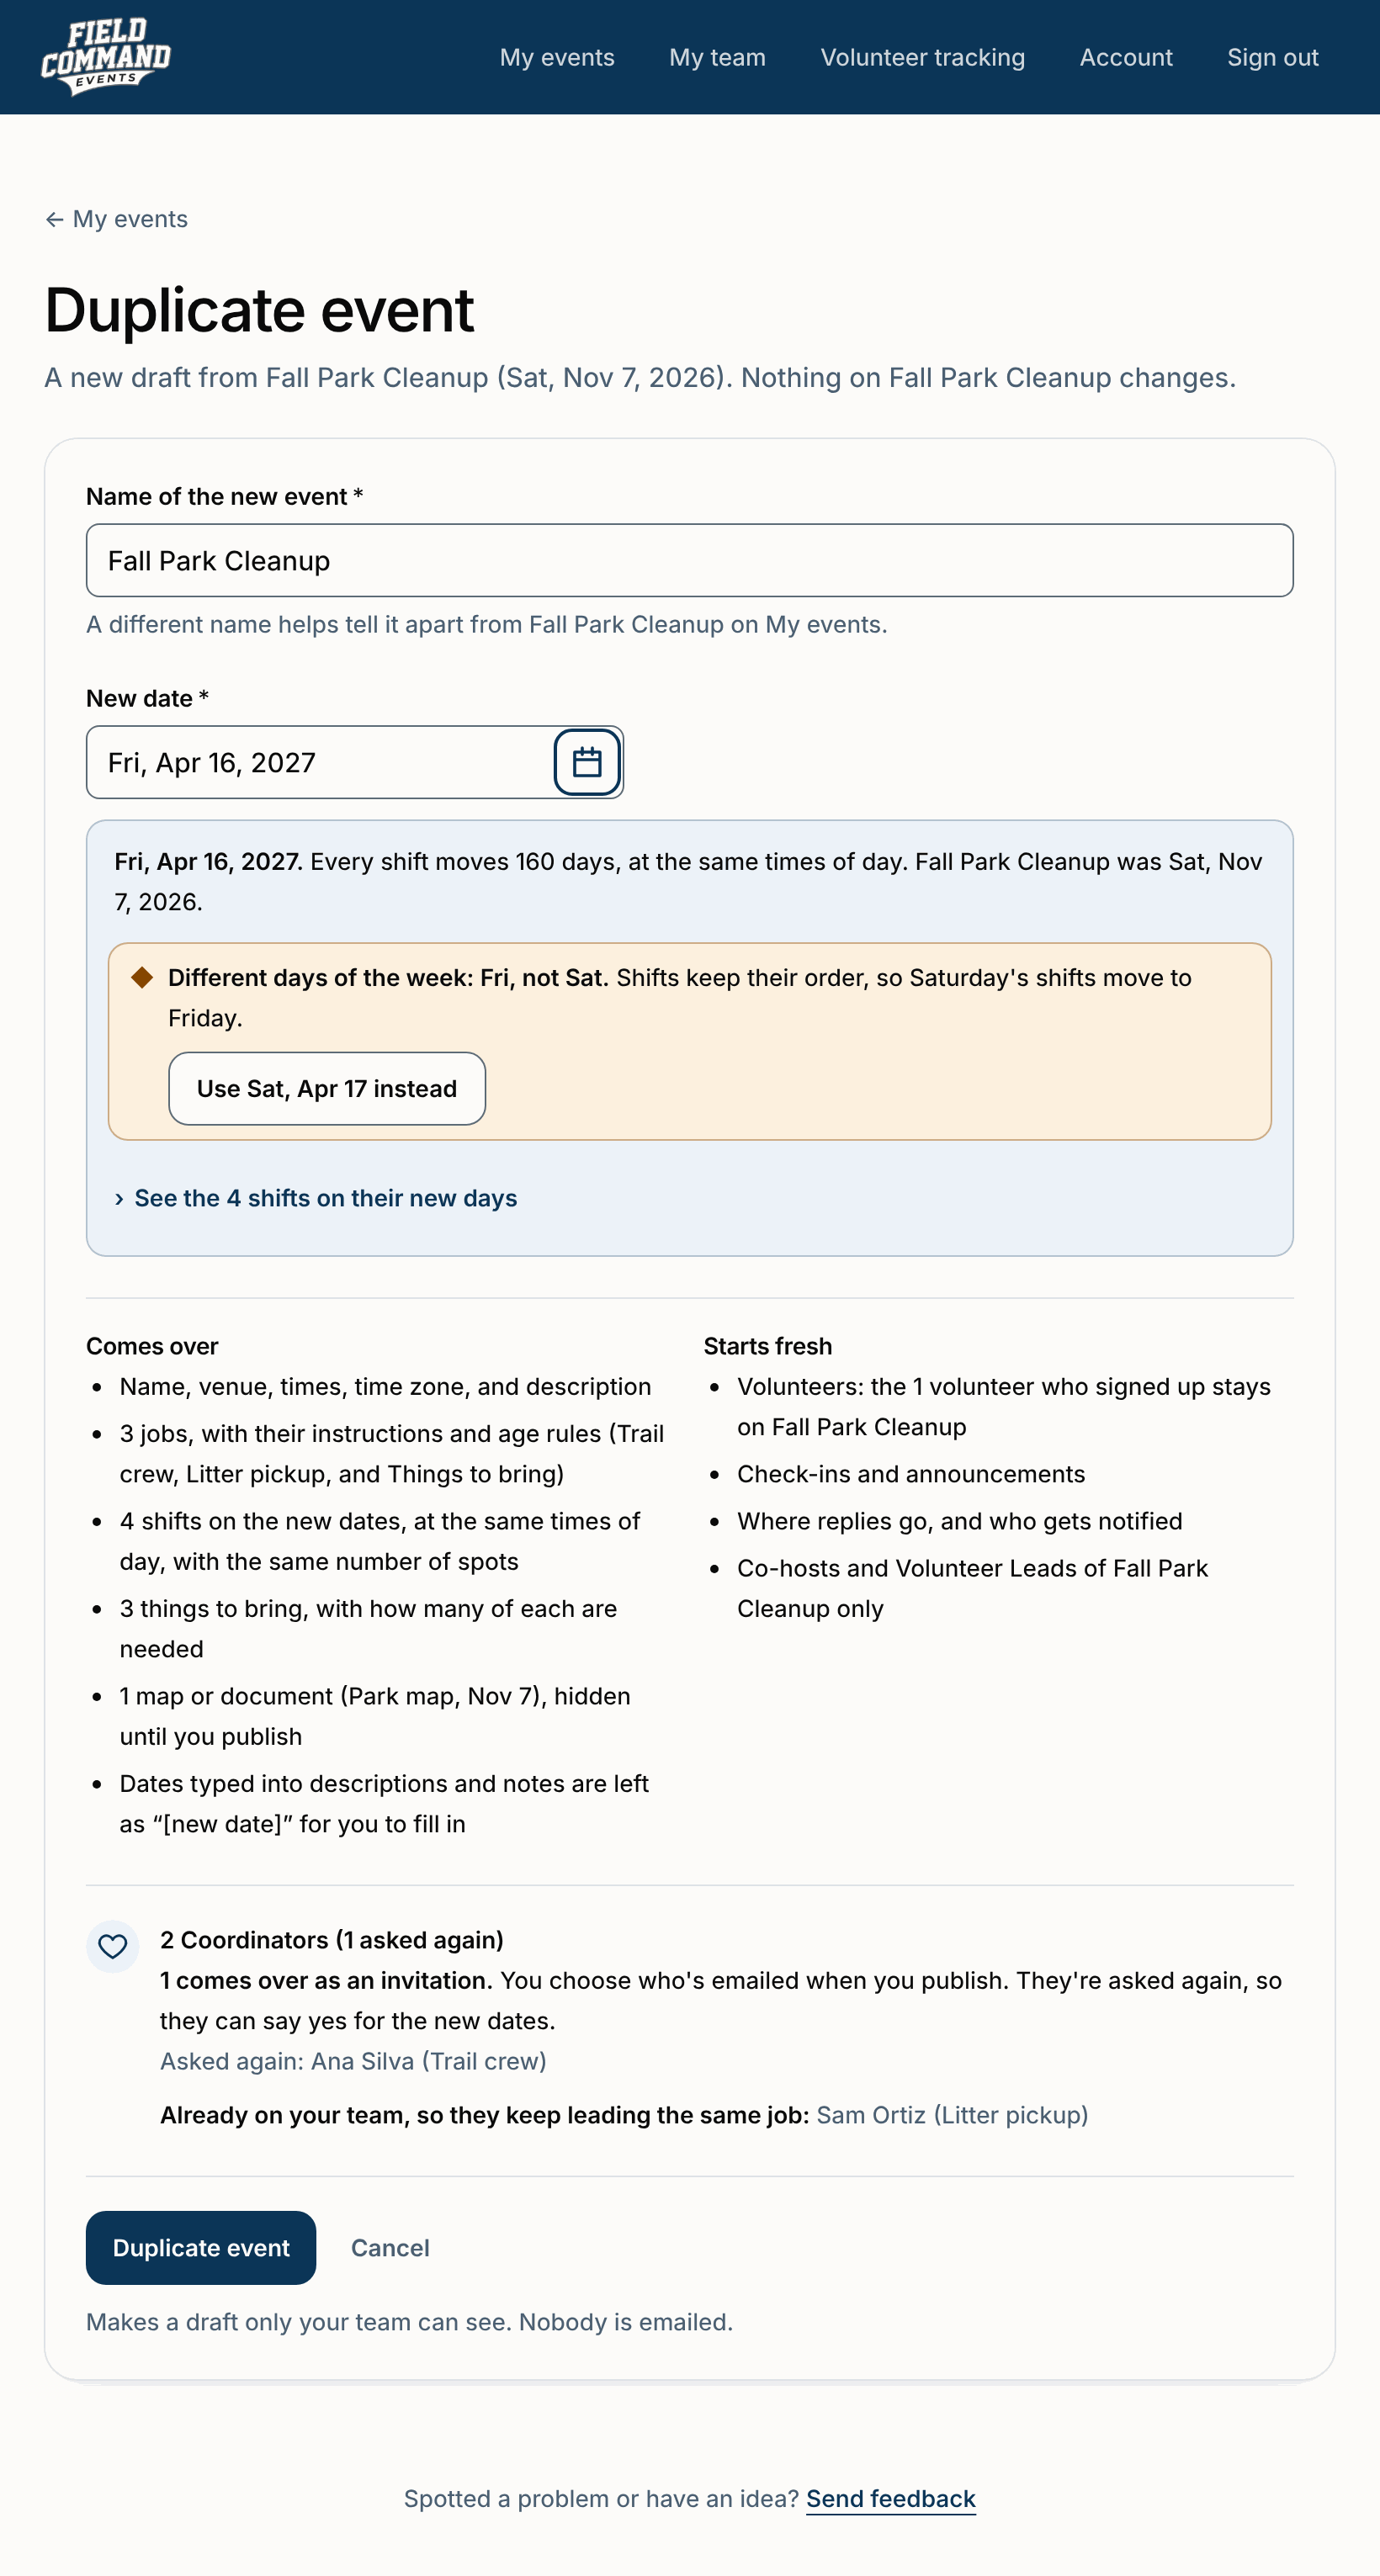 FIELD
COMMAND
EVENTS
My events
My team
Volunteer tracking
Account
Sign out
← My events
Duplicate event
A new draft from Fall Park Cleanup (Sat, Nov 7, 2026). Nothing on Fall Park Cleanup changes.
Name of the new event *
Fall Park Cleanup
A different name helps tell it apart from Fall Park Cleanup on My events.
New date *
Fri, Apr 16, 2027
Fri, Apr 16, 2027. Every shift moves 160 days, at the same times of day. Fall Park Cleanup was Sat, Nov
7, 2026.
Different days of the week: Fri, not Sat. Shifts keep their order, so Saturday's shifts move to
Friday.
Use Sat, Apr 17 instead
› See the 4 shifts on their new days
Comes over
• Name, venue, times, time zone, and description
• 3 jobs, with their instructions and age rules (Trail
crew, Litter pickup, and Things to bring)
• 4 shifts on the new dates, at the same times of
day, with the same number of spots
• 3 things to bring, with how many of each are
needed
• 1 map or document (Park map, Nov 7), hidden
until you publish
• Dates typed into descriptions and notes are left
as “[new date]” for you to fill in
Starts fresh
• Volunteers: the 1 volunteer who signed up stays
on Fall Park Cleanup
• Check-ins and announcements
• Where replies go, and who gets notified
• Co-hosts and Volunteer Leads of Fall Park
Cleanup only
2 Coordinators (1 asked again)
1 comes over as an invitation. You choose who's emailed when you publish. They're asked again, so
they can say yes for the new dates.
Asked again: Ana Silva (Trail crew)
Already on your team, so they keep leading the same job: Sam Ortiz (Litter pickup)
Duplicate event
Cancel
Makes a draft only your team can see. Nobody is emailed.
Spotted a problem or have an idea? Send feedback